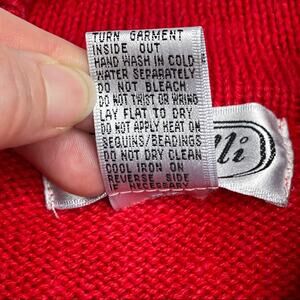 TURN GARMENT
INSIDE OUT
HAND WASH IN COLD
WATER SEPARATELY
DO NOT BLEACH
DO NOT TWIST OR WRING
LAY FLAT TO DRY
DO NOT APPLY HEAT ON
SEQUINS/BEADINGS
DO NOT DRY CLEAN
COOL IRON ON
REVERSE SIDE
IF NECESSARY